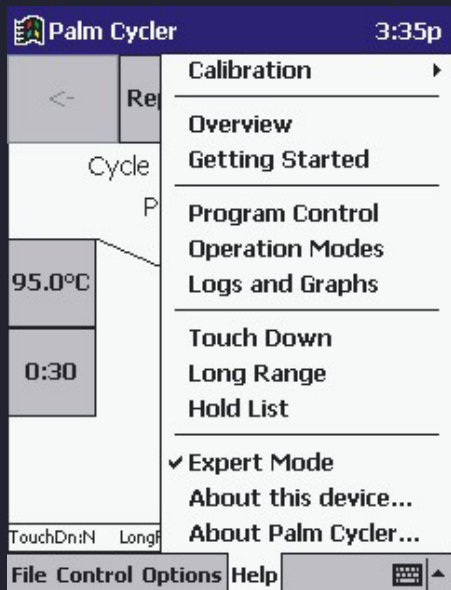 Palm Cycler 3:35p
<-
Calibration
Overview
Getting Started
Cycle
Program Control
P
Operation Modes
Logs and Graphs
95.0°C
Touch Down
0:30
Long Range
Hold List
Expert Mode
About this device...
TouchDn:N
About Palm Cycler...
File Control Options Help